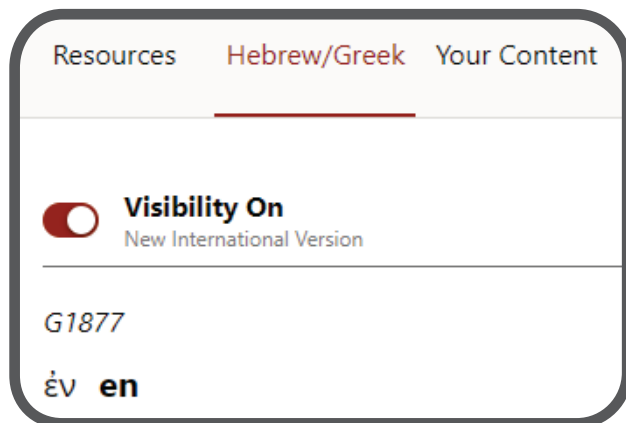 Resources Hebrew/Greek Your Content
Visibility On
New International Version
G1877
ἐν en